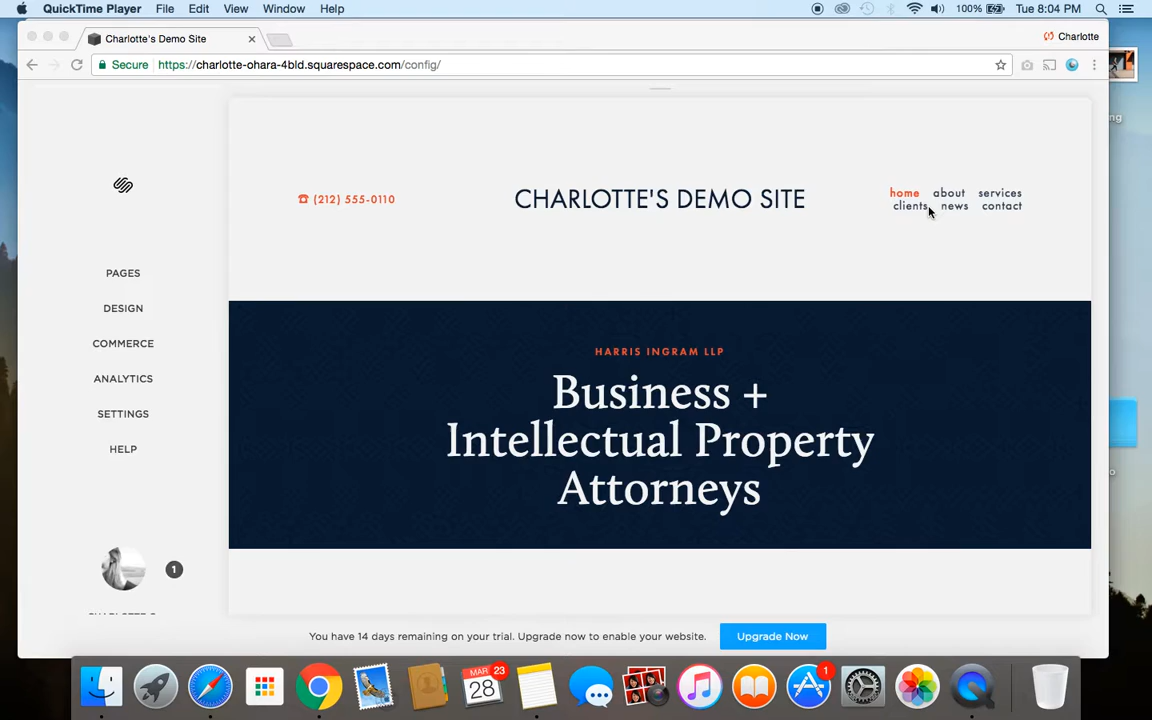 QuickTime Player File Edit View Window Help 100% Tue 8:04 PM
Charlotte's Demo Site Charlotte
Secure https://charlotte-ohara-4bld.squarespace.com/config/
(212) 555-0110
CHARLOTTE'S DEMO SITE
home about services
clients news contact
PAGES
DESIGN
COMMERCE
ANALYTICS
SETTINGS
HELP
HARRIS INGRAM LLP
Business +
Intellectual Property
Attorneys
1
You have 14 days remaining on your trial. Upgrade now to enable your website. Upgrade Now
MAR 23
28
1